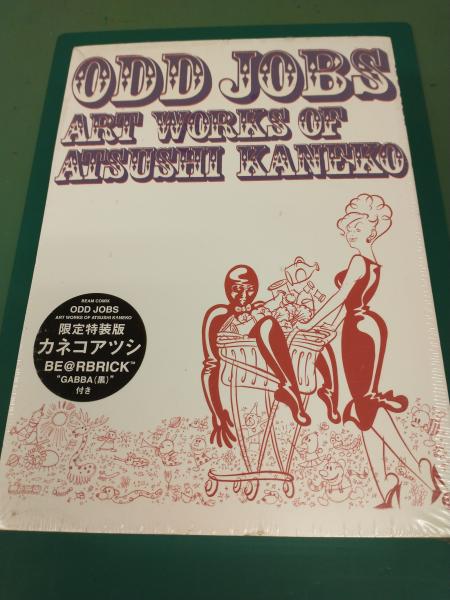 ODD JOBS
ART WORKS OF
ATSUSHI KANEKO
BEAM COMIX
ODD JOBS
ART WORKS OF ATSUSHI KANEKO
限定特装版
カネコアツシ
BE@RBRICK™
"GABBA(黒)"
付き